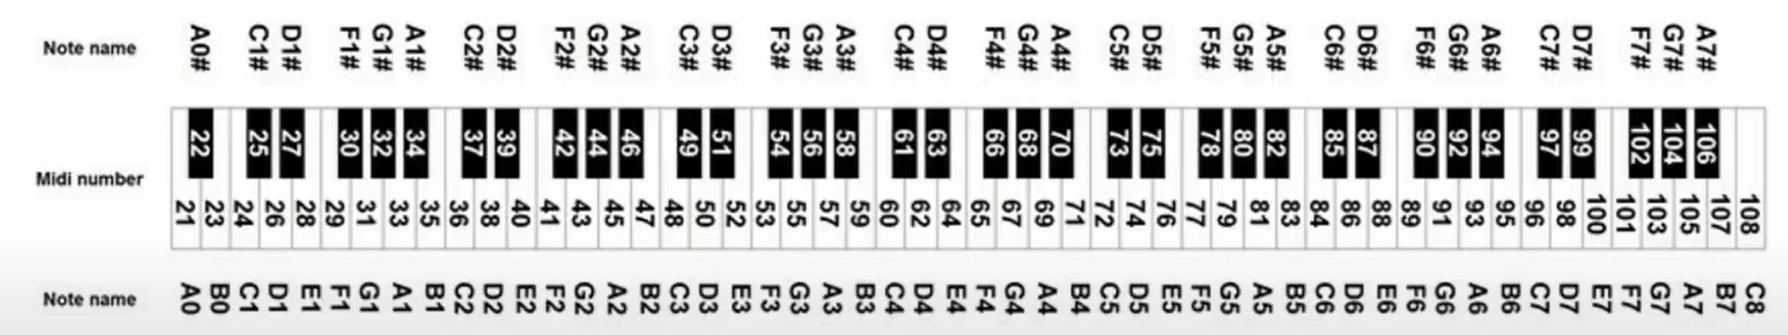 Note name A0# C1# D1# F1# G1# A1# C2# D2# F2# G2# A2# C3# D3# F3# G3# A3# C4# D4# F4# G4# A4# C5# D5# F5# G5# A5# C6# D6# F6# G6# A6# C7# D7# F7# G7# A7#
22 25 27 30 32 34 37 39 42 44 46 49 51 54 56 58 61 63 66 68 70 73 75 78 80 82 85 87 90 92 94 97 99 102 104 106
Midi number
21 23 24 26 28 29 31 33 35 36 38 40 41 43 45 47 48 50 52 53 55 57 59 60 62 64 65 67 69 71 72 74 76 77 79 81 83 84 86 88 89 91 93 95 96 98 100 101 103 105 107 108
Note name A0 B0 C1 D1 E1 F1 G1 A1 B1 C2 D2 E2 F2 G2 A2 B2 C3 D3 E3 F3 G3 A3 B3 C4 D4 E4 F4 G4 A4 B4 C5 D5 E5 F5 G5 A5 B5 C6 D6 E6 F6 G6 A6 B6 C7 D7 E7 F7 G7 A7 B7 C8